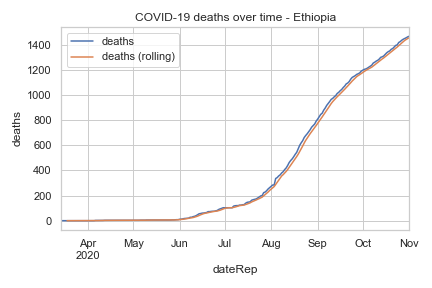 COVID-19 deaths over time - Ethiopia
deaths
deaths (rolling)
1400
1200
1000
800
600
400
200
0
deaths
Apr
2020
May
Jun
Jul
Aug
Sep
Oct
Nov
dateRep